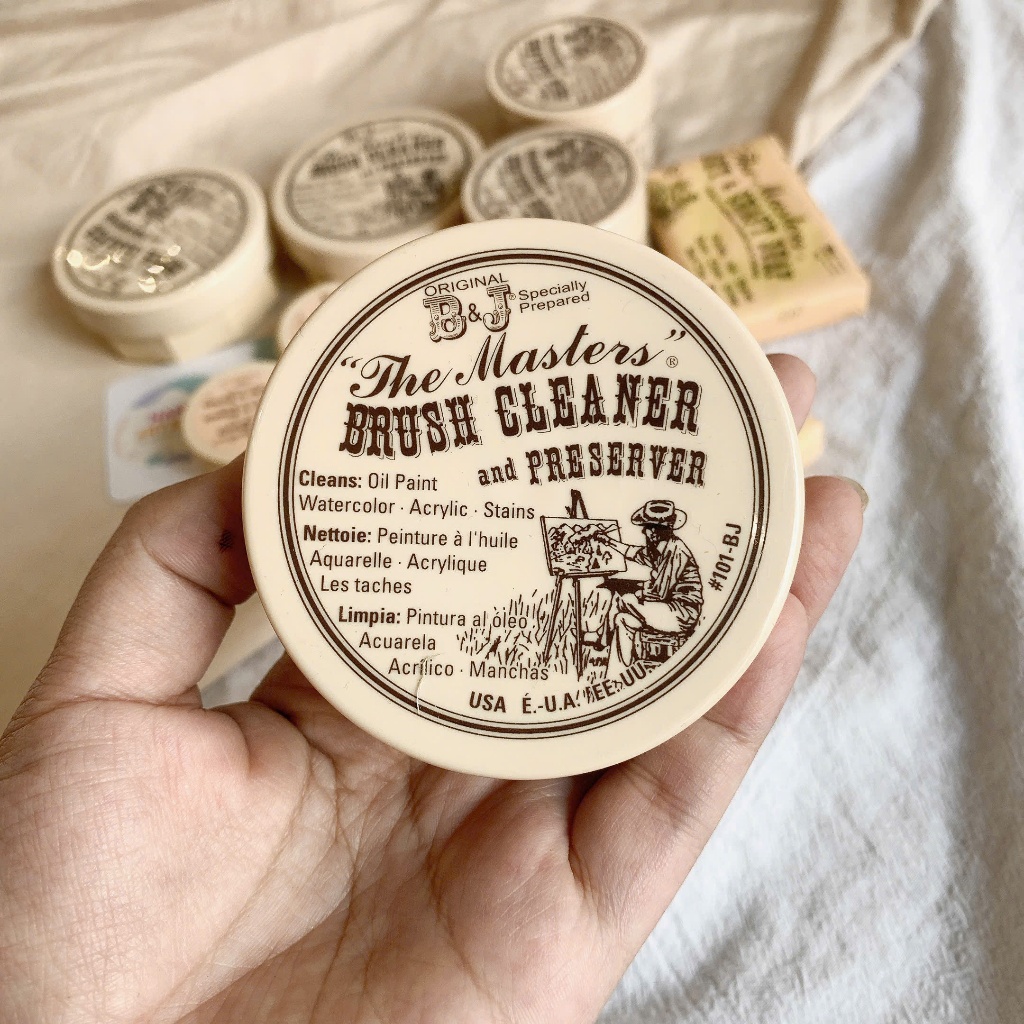 ORIGINAL
B&J® Specially
Prepared
"The Masters"®
BRUSH CLEANER
and PRESERVER
Cleans: Oil Paint
Watercolor · Acrylic · Stains
Nettoie: Peinture à l'huile
Aquarelle · Acrylique
Les taches
Limpia: Pintura al óleo
Acuarela
Acrílico · Manchas
USA É.-U.A. EE.UU.
#101-BJ